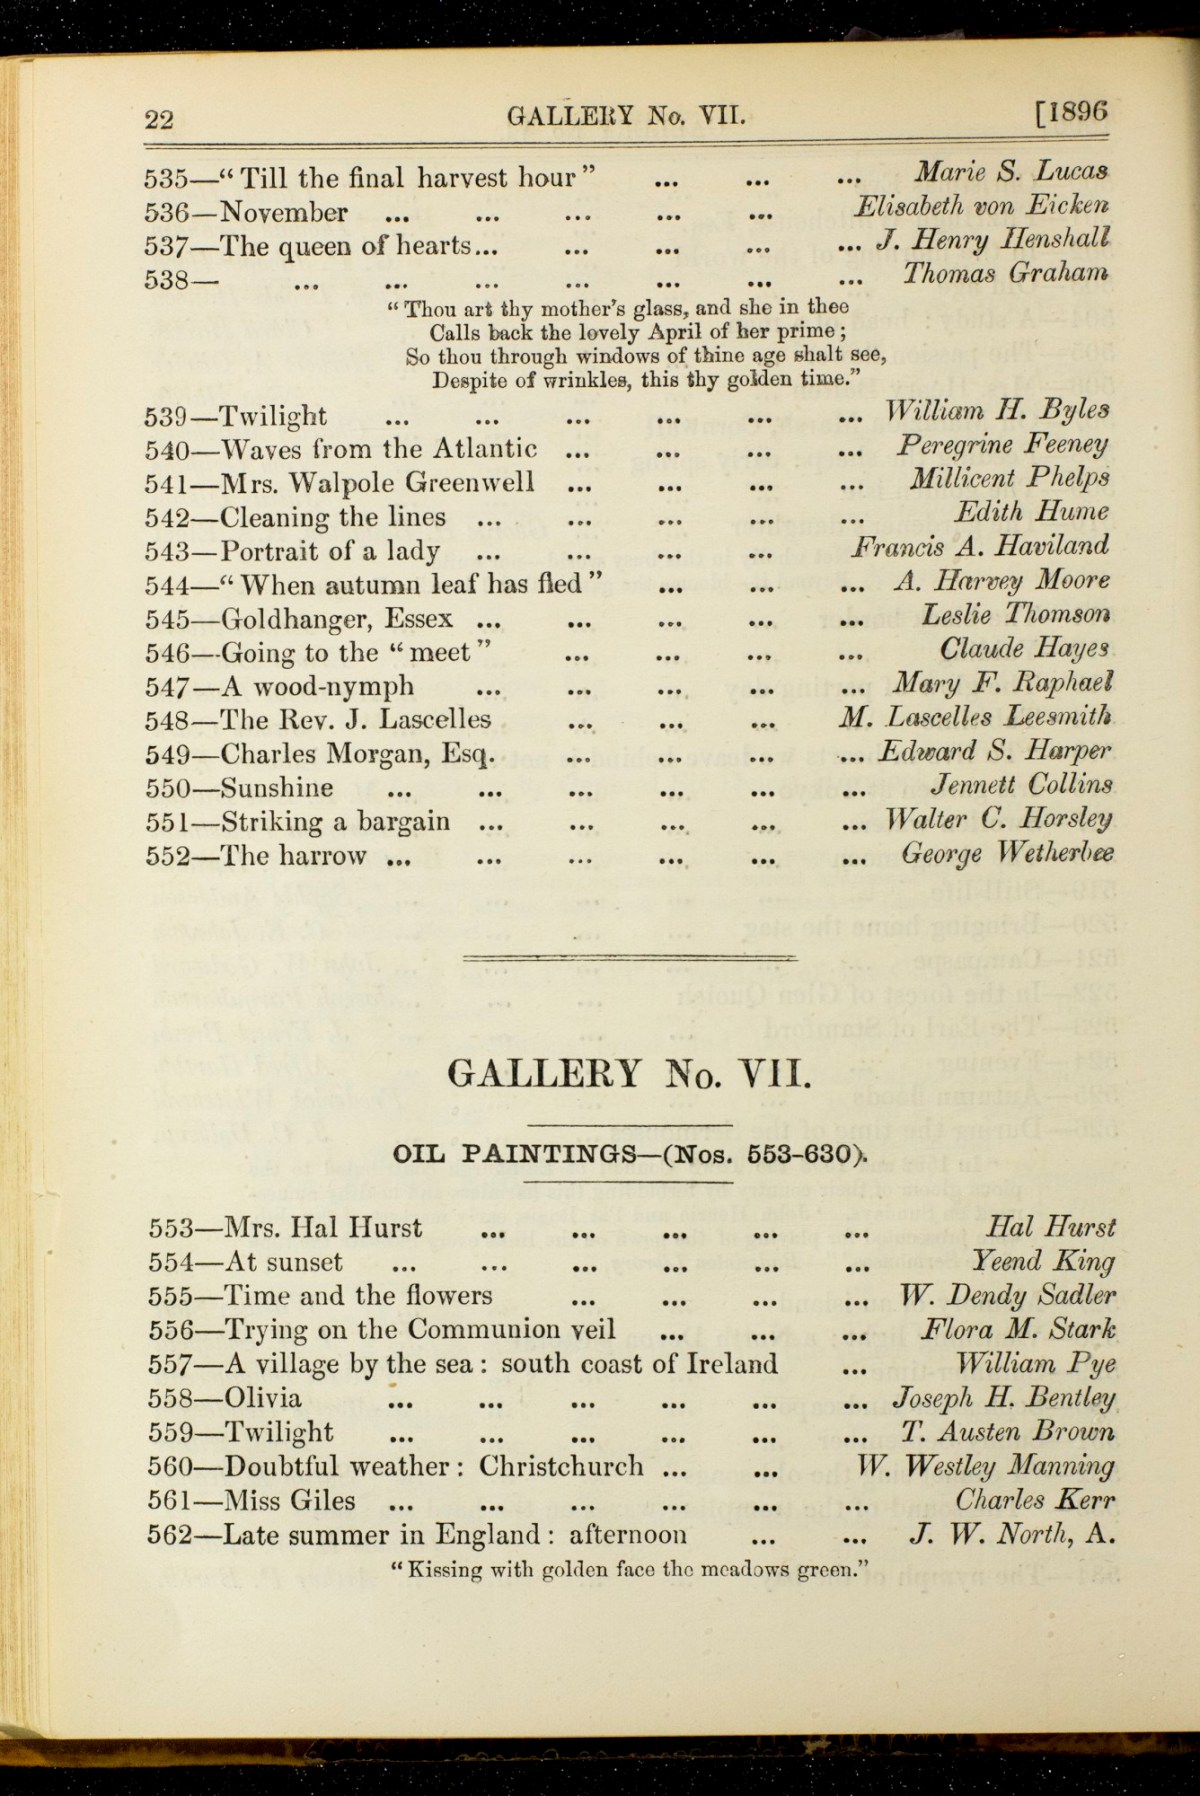 22 GALLERY No. VII. [1896
535—“Till the final harvest hour” ... ... ... Marie S. Lucas
536—November ... ... ... ... ... Elisabeth von Eicken
537—The queen of hearts... ... ... ... ... J. Henry Henshall
538— ... ... ... ... ... ... ... Thomas Graham
“Thou art thy mother’s glass, and she in thee
Calls back the lovely April of her prime;
So thou through windows of thine age shalt see,
Despite of wrinkles, this thy golden time.”
539—Twilight ... ... ... ... ... ... William H. Byles
540—Waves from the Atlantic ... ... ... ... Peregrine Feeney
541—Mrs. Walpole Greenwell ... ... ... ... Millicent Phelps
542—Cleaning the lines ... ... ... ... ... Edith Hume
543—Portrait of a lady ... ... ... ... Francis A. Haviland
544—“When autumn leaf has fled” ... ... ... A. Harvey Moore
545—Goldhanger, Essex ... ... ... ... ... Leslie Thomson
546—Going to the “meet” ... ... ... ... Claude Hayes
547—A wood-nymph ... ... ... ... ... Mary F. Raphael
548—The Rev. J. Lascelles ... ... ... M. Lascelles Leesmith
549—Charles Morgan, Esq. ... ... ... ... Edward S. Harper
550—Sunshine ... ... ... ... ... ... Jennett Collins
551—Striking a bargain ... ... ... ... ... Walter C. Horsley
552—The harrow ... ... ... ... ... ... George Wetherbee
GALLERY No. VII.
OIL PAINTINGS—(Nos. 553-630).
553—Mrs. Hal Hurst ... ... ... ... ... Hal Hurst
554—At sunset ... ... ... ... ... ... Yeend King
555—Time and the flowers ... ... ... ... W. Dendy Sadler
556—Trying on the Communion veil ... ... ... Flora M. Stark
557—A village by the sea: south coast of Ireland ... William Pye
558—Olivia ... ... ... ... ... ... Joseph H. Bentley
559—Twilight ... ... ... ... ... ... T. Austen Brown
560—Doubtful weather: Christchurch ... ... W. Westley Manning
561—Miss Giles ... ... ... ... ... ... Charles Kerr
562—Late summer in England: afternoon ... ... J. W. North, A.
“Kissing with golden face the meadows green.”